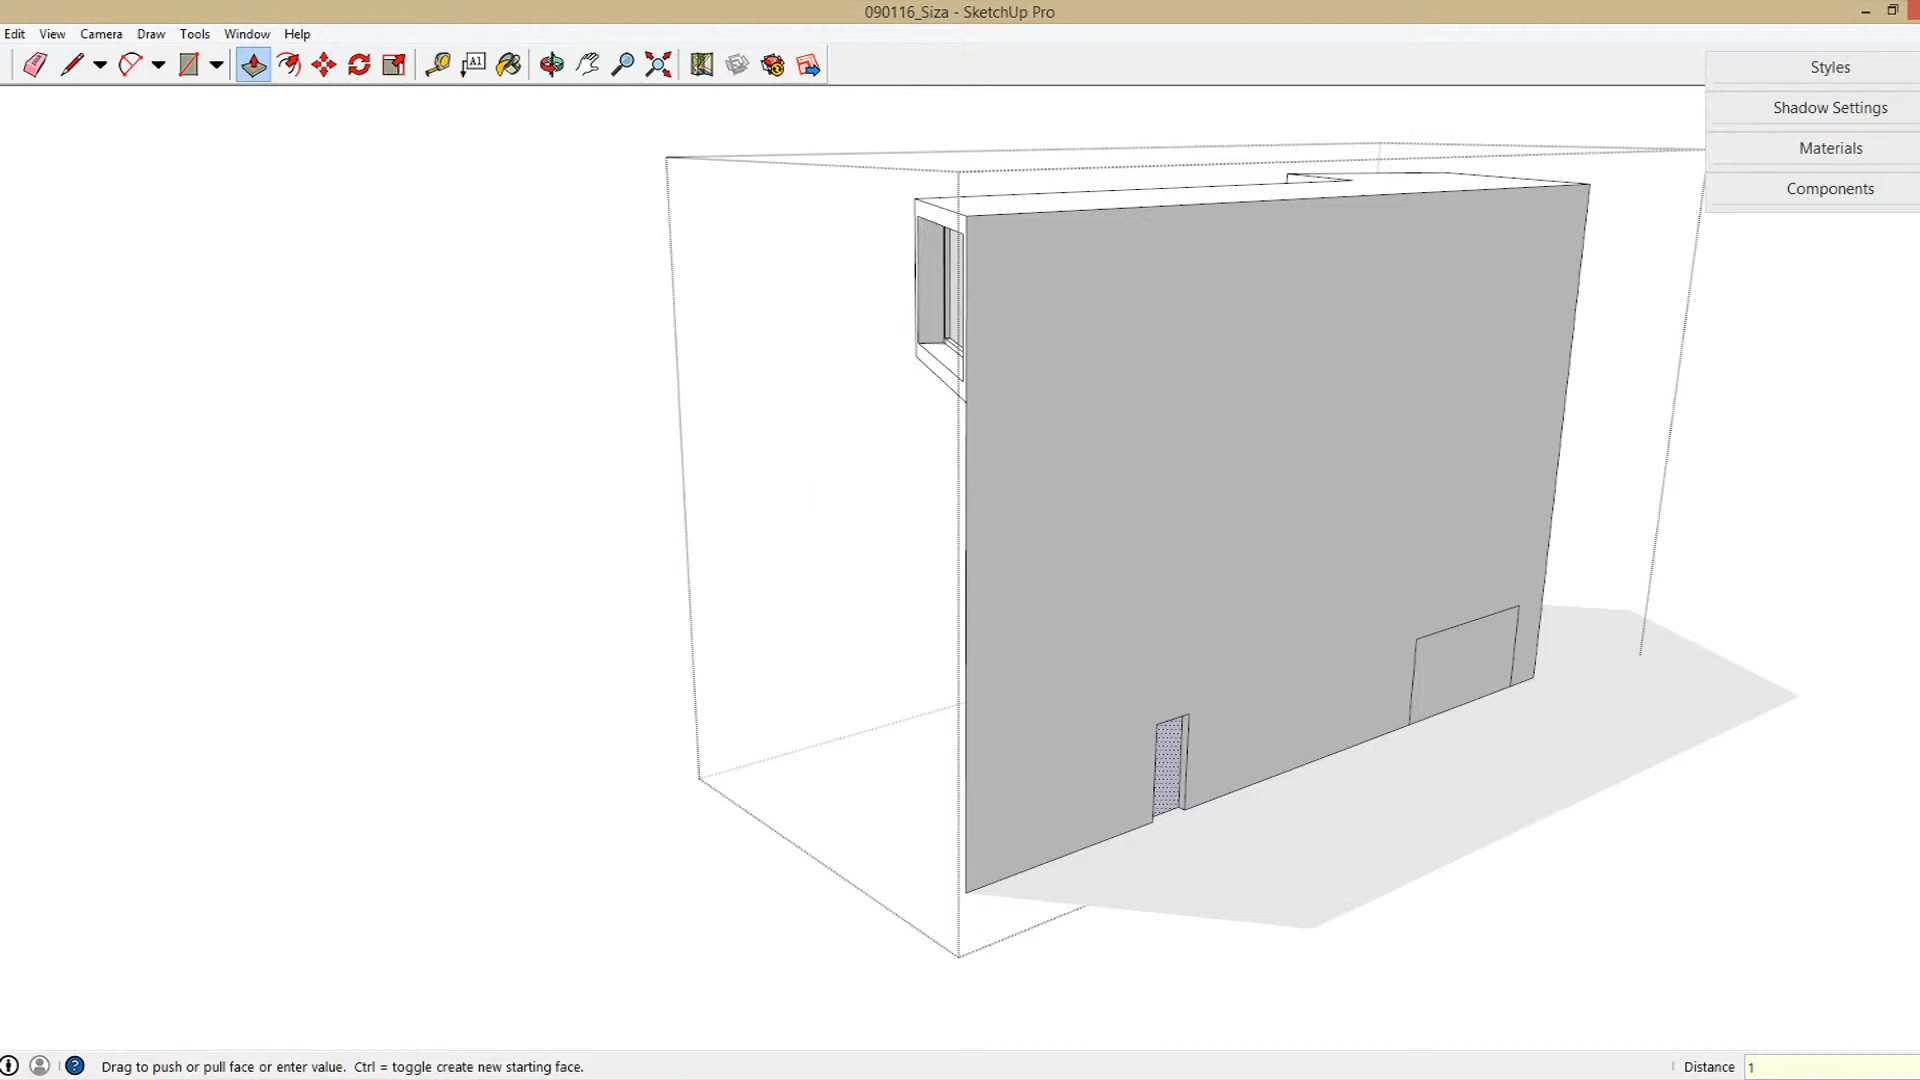 090116_Siza - SketchUp Pro
Edit View Camera Draw Tools Window Help
A1
Styles
Shadow Settings
Materials
Components
Drag to push or pull face or enter value. Ctrl = toggle create new starting face.
Distance 1